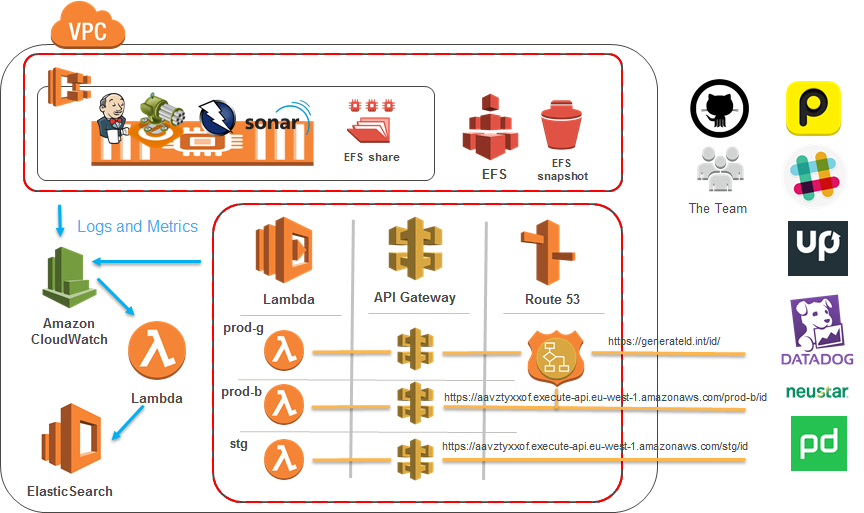 VPC
sonar
EFS share
EFS
EFS
snapshot
The Team
Logs and Metrics
Amazon
CloudWatch
Lambda
ElasticSearch
Lambda
API Gateway
Route 53
prod-g
https://generateId.int/id/
prod-b
https://aavztyxxof.execute-api.eu-west-1.amazonaws.com/prod-b/id
stg
https://aavztyxxof.execute-api.eu-west-1.amazonaws.com/stg/id
p
up
DATADOG
neustar
pd